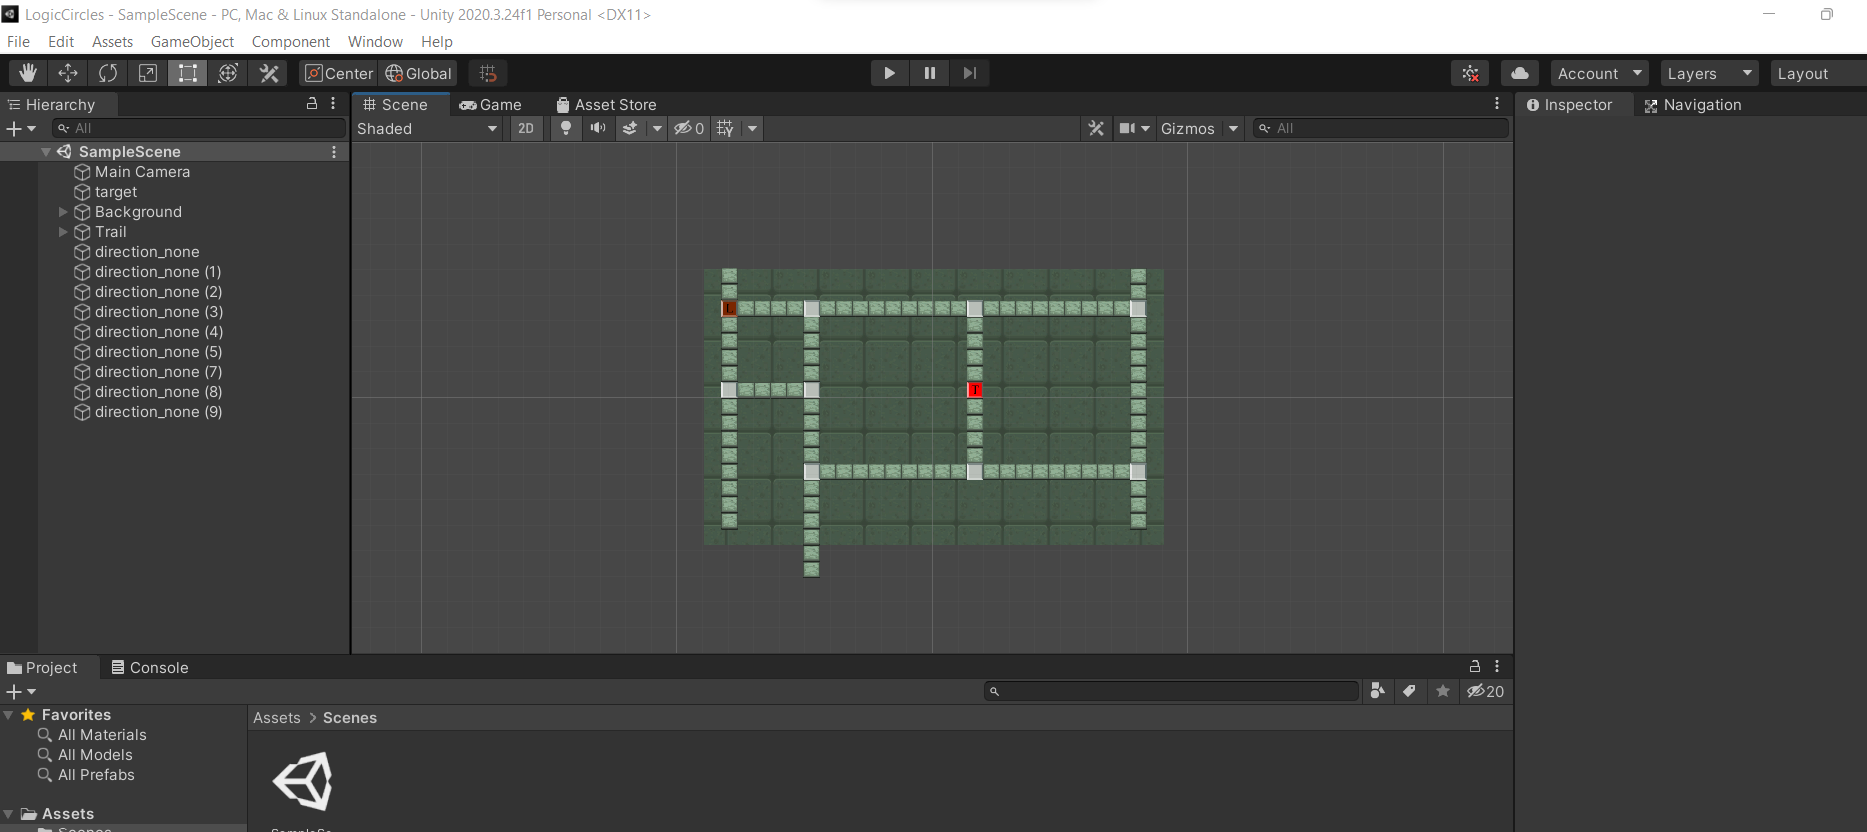 LogicCircles - SampleScene - PC, Mac & Linux Standalone - Unity 2020.3.24f1 Personal <DX11>
File Edit Assets GameObject Component Window Help
Center Global Account Layers Layout
Hierarchy
All
SampleScene
Main Camera
target
Background
Trail
direction_none
direction_none (1)
direction_none (2)
direction_none (3)
direction_none (4)
direction_none (5)
direction_none (7)
direction_none (8)
direction_none (9)
Scene Game Asset Store
Shaded 2D 0 Gizmos All
L
T
Inspector Navigation
Project Console
20
Favorites
All Materials
All Models
All Prefabs
Assets
Scenes
Assets > Scenes
SampleSc